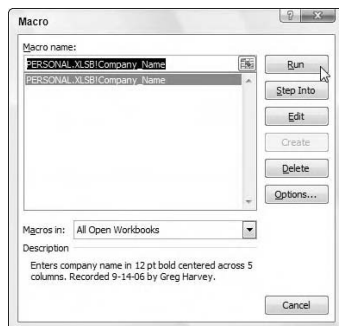 Macro
Macro name:
PERSONAL.XLSB!Company_Name
PERSONAL.XLSB!Company_Name
Run
Step Into
Edit
Create
Delete
Options...
Macros in: All Open Workbooks
Description
Enters company name in 12 pt bold centered across 5
columns. Recorded 9-14-06 by Greg Harvey.
Cancel